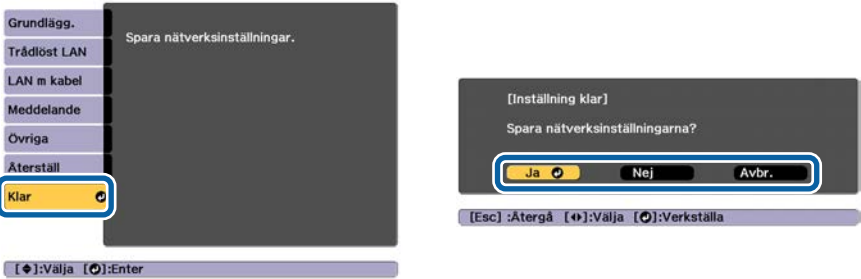 Grundlägg.
Trådlöst LAN
LAN m kabel
Meddelande
Övriga
Återställ
Klar
Spara nätverksinställningar.
[◆]:Välja [⏎]:Enter
[Inställning klar]
Spara nätverksinställningarna?
Ja Nej Avbr.
[Esc] :Återgå [◀▶]:Välja [⏎]:Verkställa